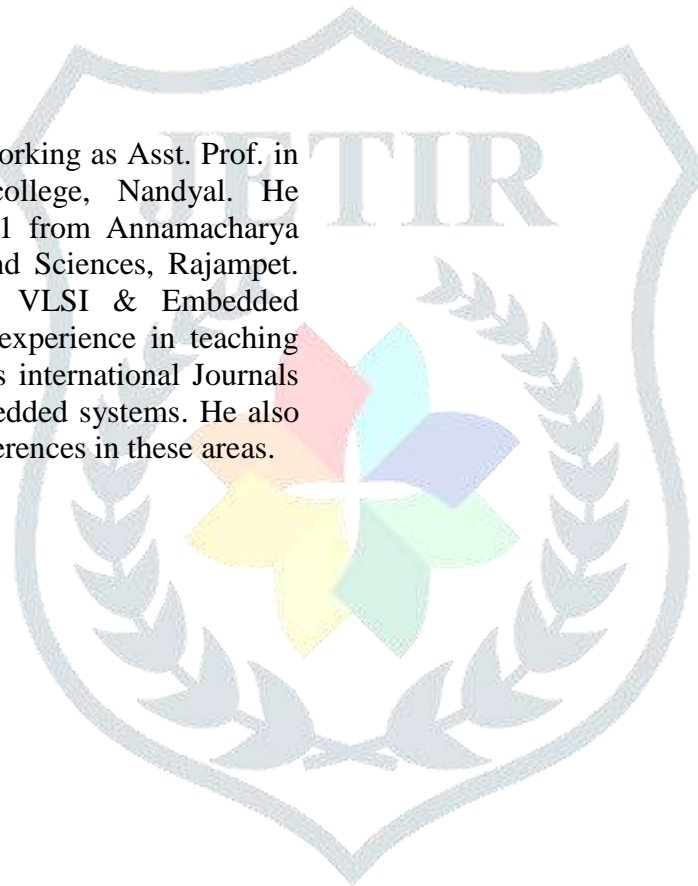 JETIR
orking as Asst. Prof. in
ollege, Nandyal. He
1 from Annamacharya
nd Sciences, Rajampet.
VLSI & Embedded
experience in teaching
s international Journals
edded systems. He also
erences in these areas.